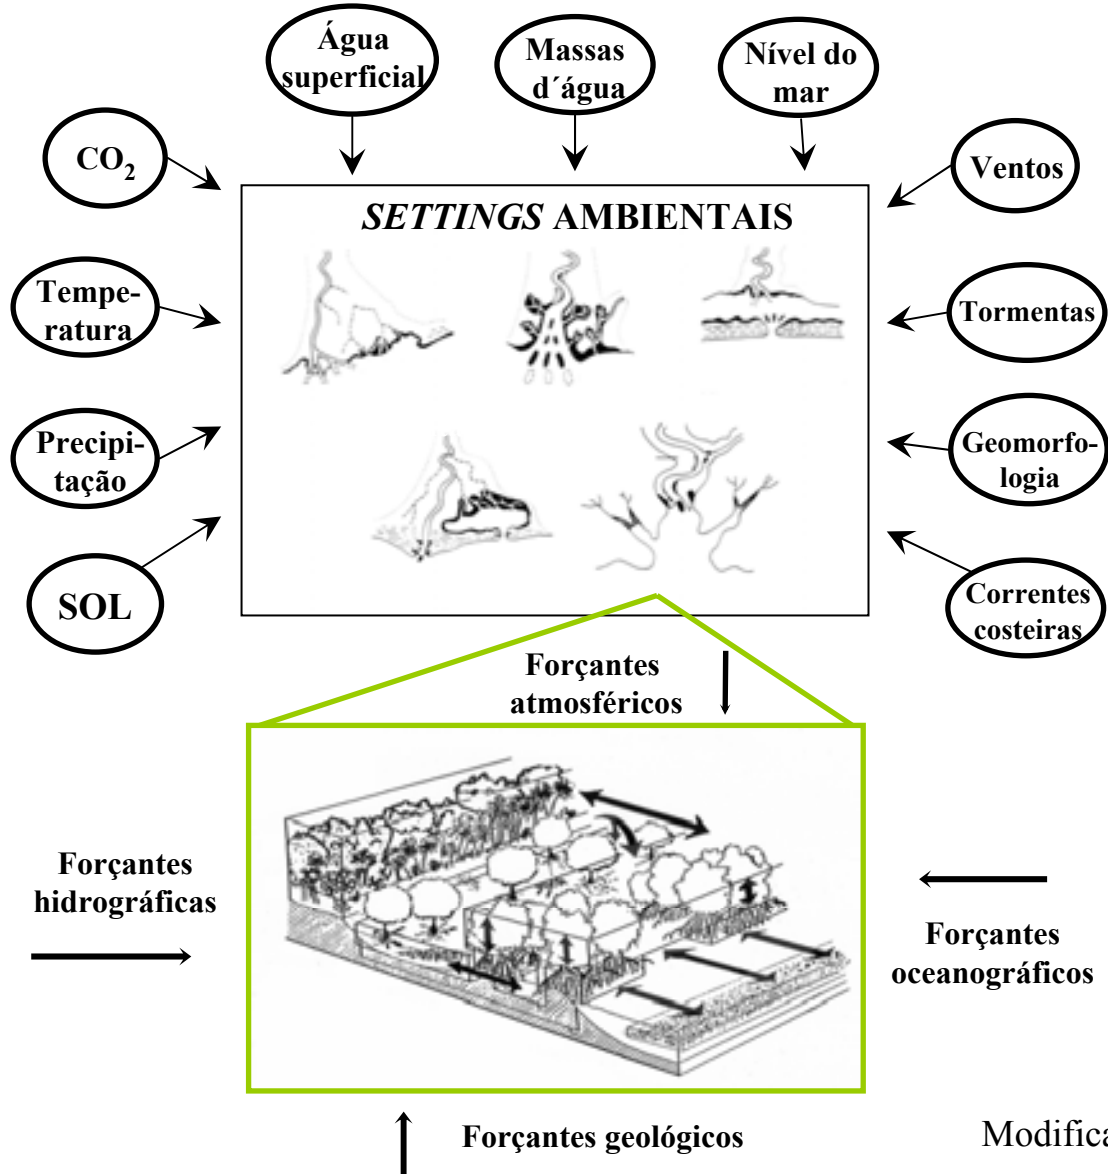 Água
superficial
Massas
d´água
Nível do
mar
CO2
Ventos
SETTINGS AMBIENTAIS
Tempe-
ratura
Tormentas
Precipi-
tação
Geomorfo-
logia
SOL
Correntes
costeiras
Forçantes
atmosféricos
Forçantes
hidrográficas
Forçantes
oceanográficos
Forçantes geológicos
Modifica